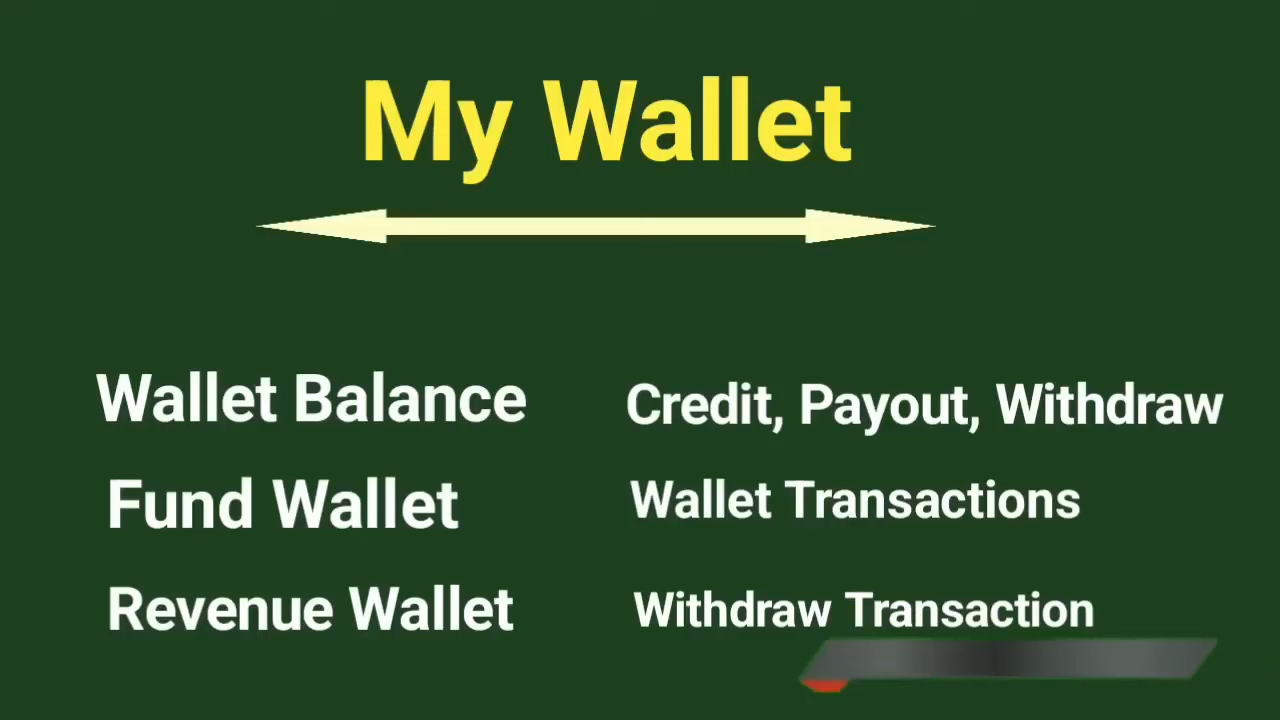 My Wallet
Wallet Balance
Fund Wallet
Revenue Wallet
Credit, Payout, Withdraw
Wallet Transactions
Withdraw Transaction